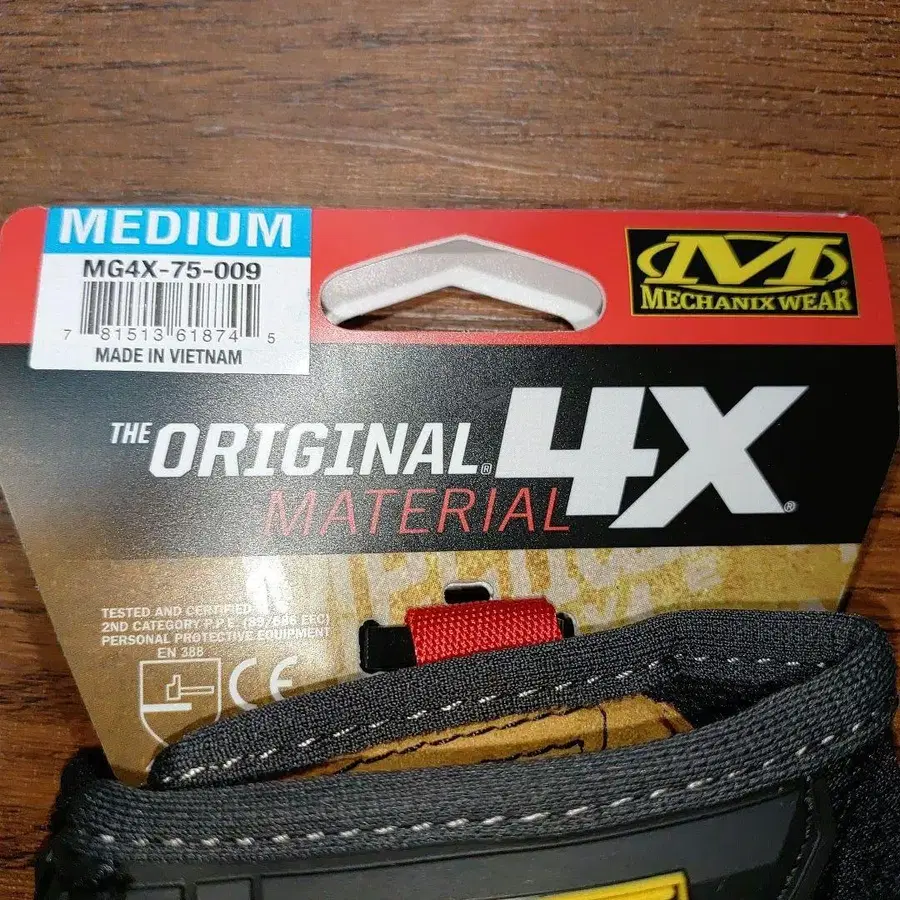 MEDIUM
MG4X-75-009
7 81513 61874 5
MADE IN VIETNAM
M
MECHANIX WEAR®
THE ORIGINAL® 4X®
MATERIAL
TESTED AND CERTIFIED
2ND CATEGORY P.P.E. (89/686 EEC)
PERSONAL PROTECTIVE EQUIPMENT
EN 388
CE